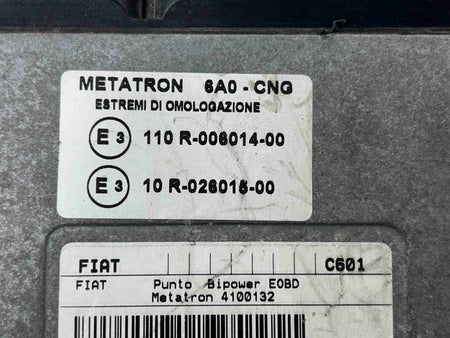 METATRON 6A0 - CNG
ESTREMI DI OMOLOGAZIONE
E 3 110 R-006014-00
E 3 10 R-026015-00
FIAT C601
FIAT Punto Bipower EOBD
Metatron 4100132